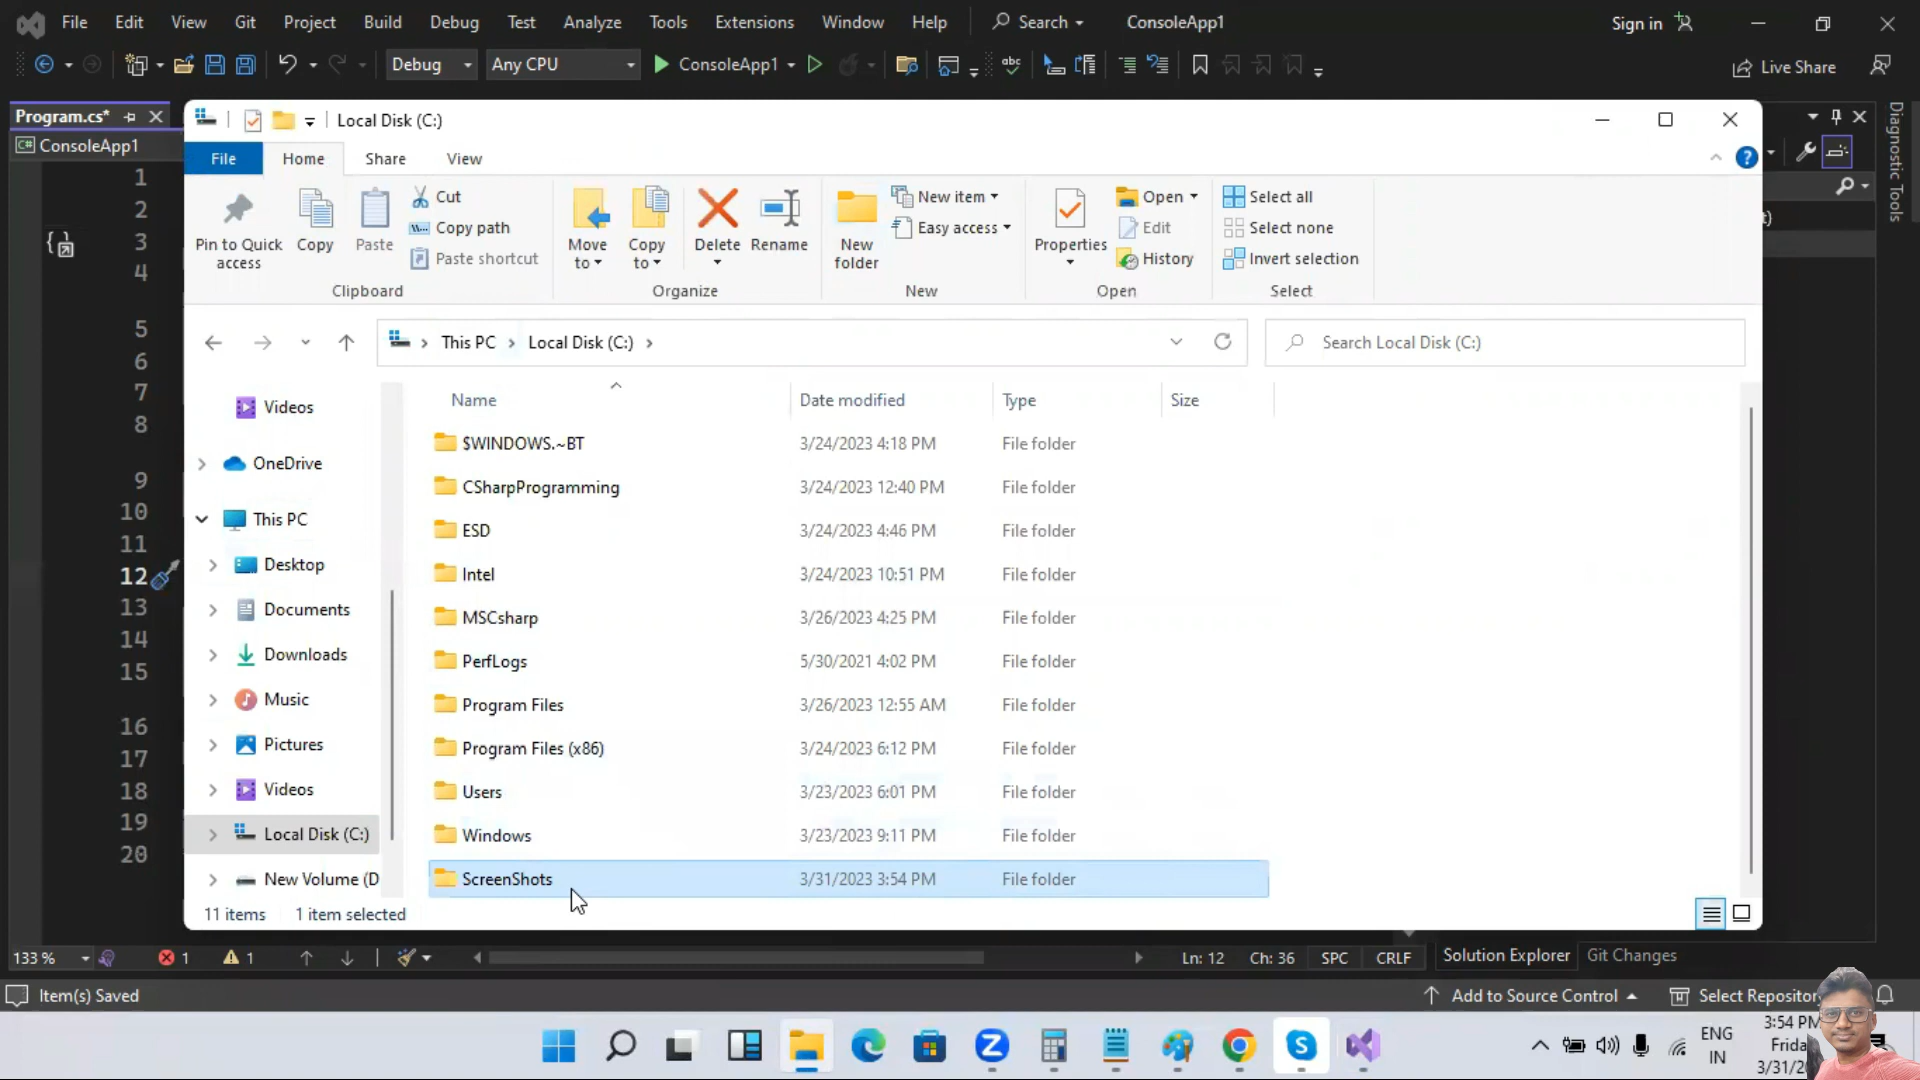 File Edit View Git Project Build Debug Test Analyze Tools Extensions Window Help Search ConsoleApp1 Sign in
Debug Any CPU ConsoleApp1 abc Live Share
Program.cs*
ConsoleApp1
Local Disk (C:)
File Home Share View
Pin to Quick access
Copy
Paste
Cut
Copy path
Paste shortcut
Clipboard
Move to
Copy to
Delete
Rename
Organize
New folder
New item
Easy access
New
Properties
Open
Edit
History
Open
Select all
Select none
Invert selection
Select
This PC Local Disk (C:)
Search Local Disk (C:)
Videos
OneDrive
This PC
Desktop
Documents
Downloads
Music
Pictures
Videos
Local Disk (C:)
New Volume (D
Name Date modified Type Size
$WINDOWS.~BT 3/24/2023 4:18 PM File folder
CSharpProgramming 3/24/2023 12:40 PM File folder
ESD 3/24/2023 4:46 PM File folder
Intel 3/24/2023 10:51 PM File folder
MSCsharp 3/26/2023 4:25 PM File folder
PerfLogs 5/30/2021 4:02 PM File folder
Program Files 3/26/2023 12:55 AM File folder
Program Files (x86) 3/24/2023 6:12 PM File folder
Users 3/23/2023 6:01 PM File folder
Windows 3/23/2023 9:11 PM File folder
ScreenShots 3/31/2023 3:54 PM File folder
11 items 1 item selected
1
2
3
4
5
6
7
8
9
10
11
12
13
14
15
16
17
18
19
20
Diagnostic Tools
t)
133 % 1 1 Ln: 12 Ch: 36 SPC CRLF
Solution Explorer Git Changes
Item(s) Saved Add to Source Control Select Repositor
ENG
IN
3:54 PM
Frida
3/31/20